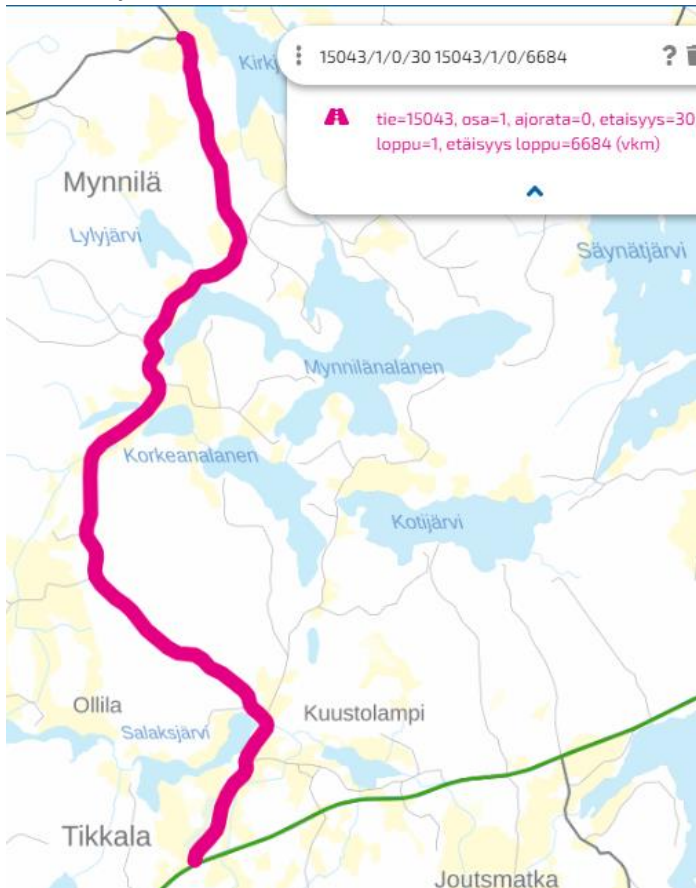 Kirkj
15043/1/0/30 15043/1/0/6684
?
tie=15043, osa=1, ajorata=0, etaisyys=30
loppu=1, etäisyys loppu=6684 (vkm)
Mynnilä
Lylyjärvi
Säynätjärvi
Mynnilänalanen
Korkeanalanen
Kotijärvi
Ollila
Kuustolampi
Salaksjärvi
Tikkala
Joutsmatka